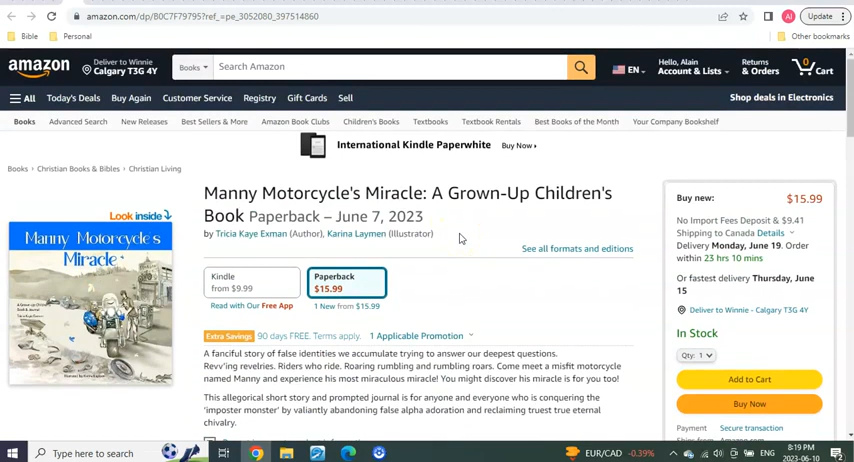 amazon.com/dp/B0C7F79795?ref_=pe_3052080_397514860
AI
Update
Bible
Personal
Other bookmarks
amazon
Deliver to Winnie
Calgary T3G 4Y
Books
Search Amazon
EN
Hello, Alain
Account & Lists
Returns
& Orders
0
Cart
All
Today's Deals
Buy Again
Customer Service
Registry
Gift Cards
Sell
Shop deals in Electronics
Books
Advanced Search
New Releases
Best Sellers & More
Amazon Book Clubs
Children's Books
Textbooks
Textbook Rentals
Best Books of the Month
Your Company Bookshelf
International Kindle Paperwhite
Buy Now
Books › Christian Books & Bibles › Christian Living
Look inside
Manny Motorcycle's
Miracle
Manny Motorcycle's Miracle: A Grown-Up Children's
Book Paperback – June 7, 2023
by Tricia Kaye Exman (Author), Karina Laymen (Illustrator)
See all formats and editions
Kindle
from $9.99
Paperback
$15.99
Read with Our Free App
1 New from $15.99
Extra Savings 90 days FREE. Terms apply. 1 Applicable Promotion
A fanciful story of false identities we accumulate trying to answer our deepest questions.
Revv'ing revelries. Riders who ride. Roaring rumbling and rumbling roars. Come meet a misfit motorcycle
named Manny and experience his most miraculous miracle! You might discover his miracle is for you too!
This allegorical short story and prompted journal is for anyone and everyone who is conquering the
'imposter monster' by valiantly abandoning false alpha adoration and reclaiming truest true eternal
chivalry.
Buy new:
$15.99
No Import Fees Deposit & $9.41
Shipping to Canada Details
Delivery Monday, June 19. Order
within 23 hrs 10 mins
Or fastest delivery Thursday, June
15
Deliver to Winnie - Calgary T3G 4Y
In Stock
Qty: 1
Add to Cart
Buy Now
Payment
Secure transaction
Ships from
Type here to search
EUR/CAD
-0.39%
ENG
8:19 PM
2023-06-10
2